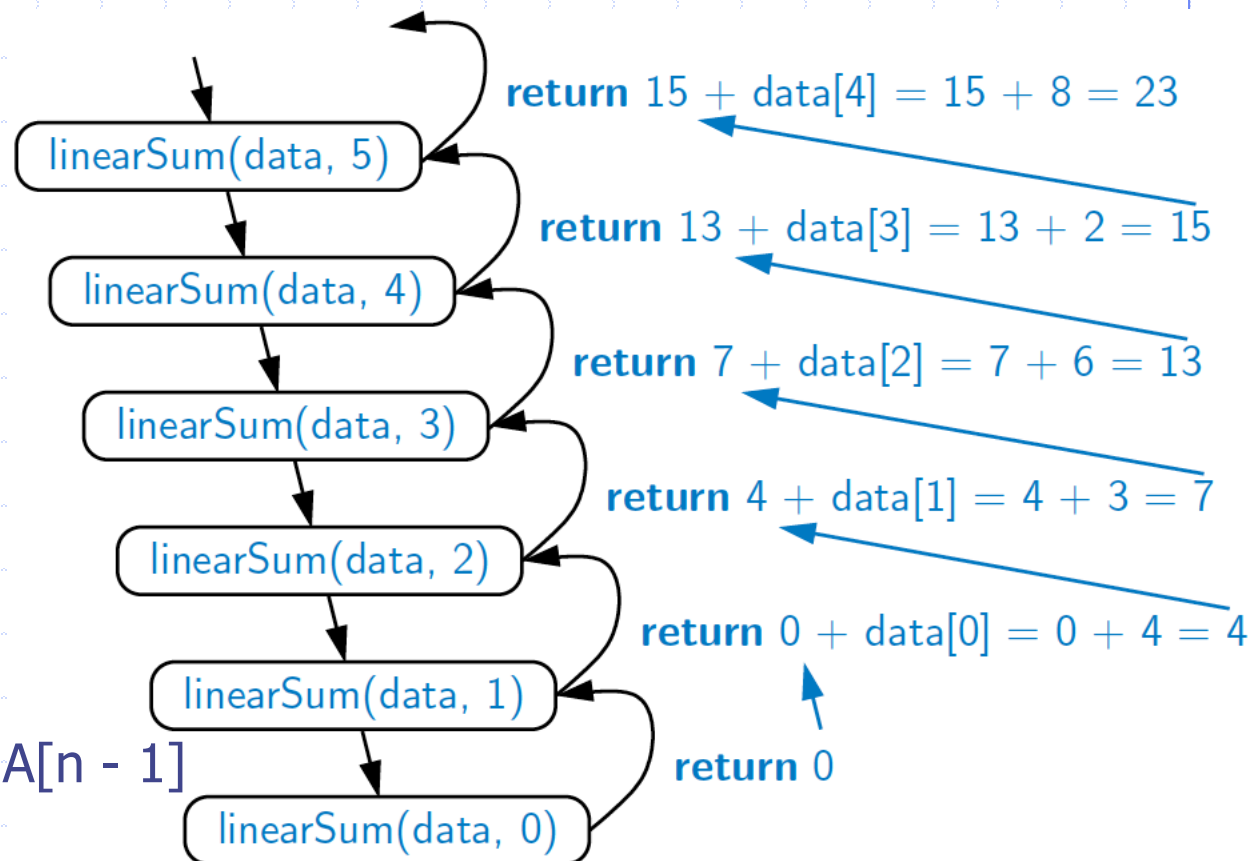 return 15 + data[4] = 15 + 8 = 23
linearSum(data, 5)
return 13 + data[3] = 13 + 2 = 15
linearSum(data, 4)
return 7 + data[2] = 7 + 6 = 13
linearSum(data, 3)
return 4 + data[1] = 4 + 3 = 7
linearSum(data, 2)
return 0 + data[0] = 0 + 4 = 4
linearSum(data, 1)
A[n - 1]
return 0
linearSum(data, 0)